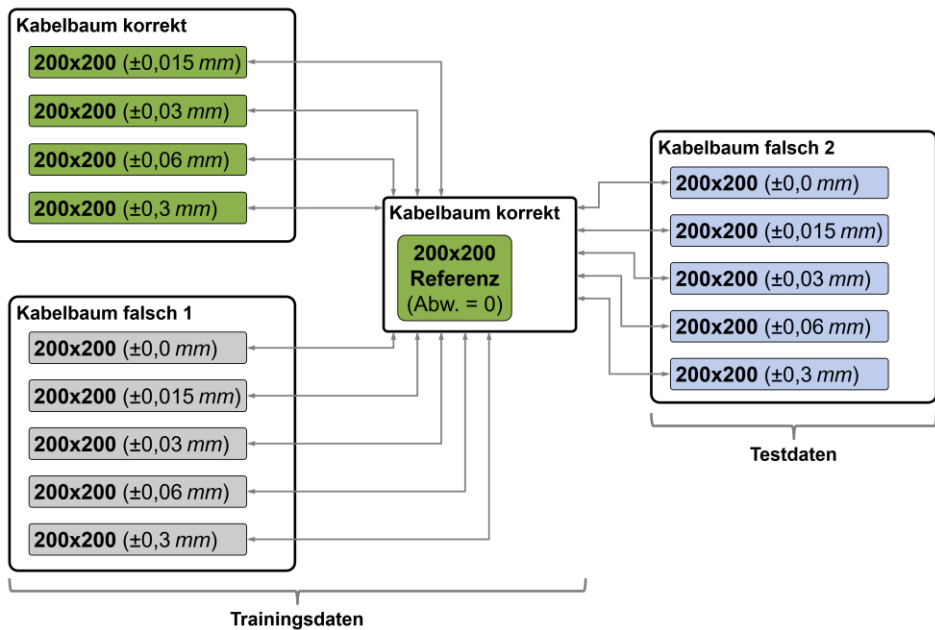 Kabelbaum korrekt
200x200 (±0,015 mm)
200x200 (±0,03 mm)
200x200 (±0,06 mm)
200x200 (±0,3 mm)
Kabelbaum falsch 1
200x200 (±0,0 mm)
200x200 (±0,015 mm)
200x200 (±0,03 mm)
200x200 (±0,06 mm)
200x200 (±0,3 mm)
Trainingsdaten
Kabelbaum korrekt
200x200
Referenz
(Abw. = 0)
Kabelbaum falsch 2
200x200 (±0,0 mm)
200x200 (±0,015 mm)
200x200 (±0,03 mm)
200x200 (±0,06 mm)
200x200 (±0,3 mm)
Testdaten